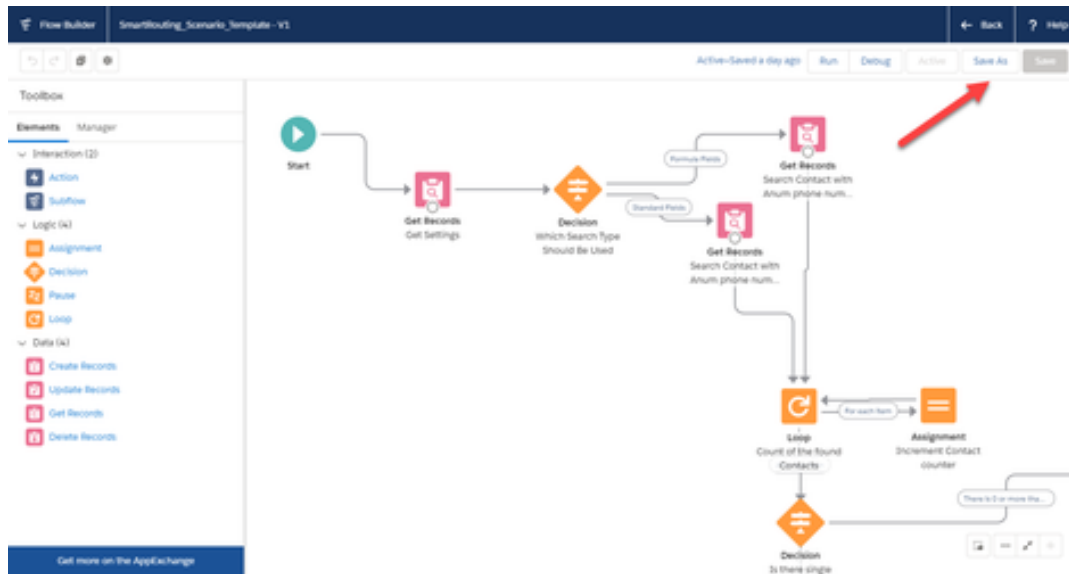 Flow Builder
SmartRouting_Scenario_Template - V1
Back
? Help
Active–Saved a day ago
Run
Debug
Active
Save As
Save
Toolbox
Elements
Manager
Interaction (2)
Action
Subflow
Logic (4)
Assignment
Decision
Pause
Loop
Data (4)
Create Records
Update Records
Get Records
Delete Records
Get more on the AppExchange
Start
Get Records
Get Settings
Decision
Which Search Type
Should Be Used
Formula Fields
Standard Fields
Get Records
Search Contact with
Anum phone num...
Get Records
Search Contact with
Anum phone num...
Loop
Count of the found
Contacts
For each item
Assignment
Increment Contact
counter
There is 0 or more tha...
Decision
Is there single